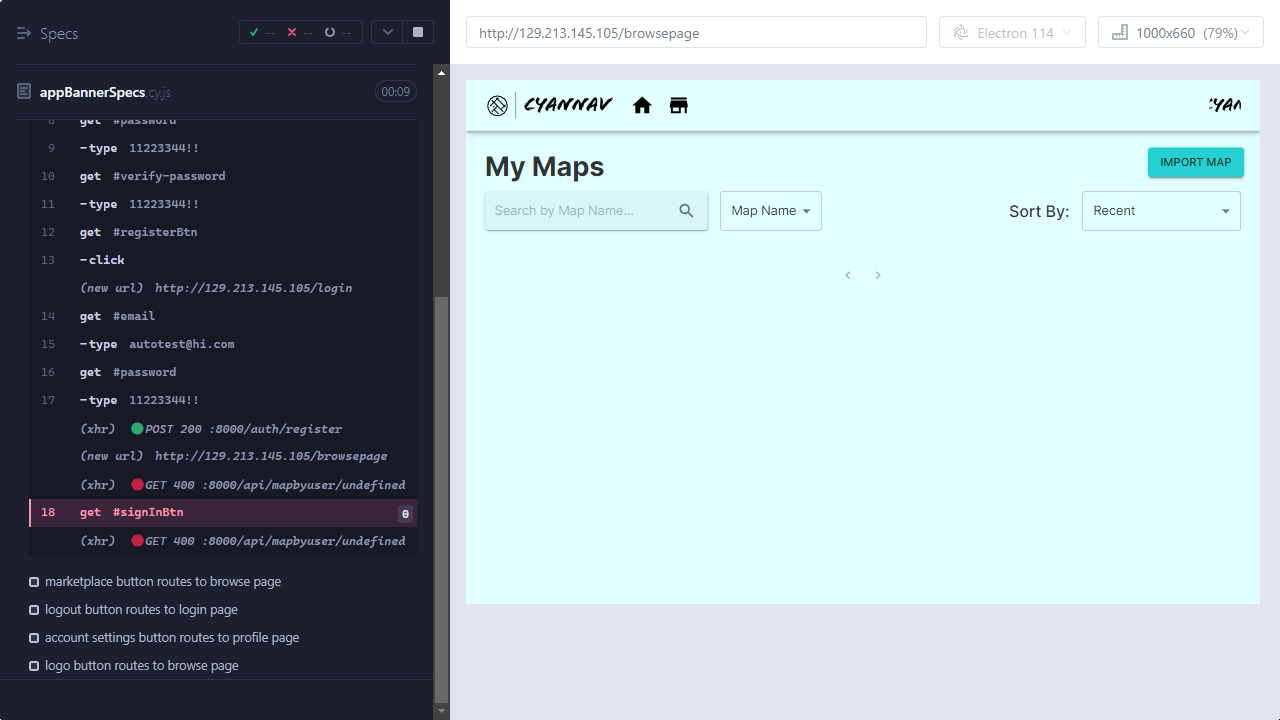 Specs
--
--
--
appBannerSpecs.cy.js
00:09
8 get #password
9 -type 11223344!!
10 get #verify-password
11 -type 11223344!!
12 get #registerBtn
13 -click
(new url) http://129.213.145.105/login
14 get #email
15 -type autotest@hi.com
16 get #password
17 -type 11223344!!
(xhr) POST 200 :8000/auth/register
(new url) http://129.213.145.105/browsepage
(xhr) GET 400 :8000/api/mapbyuser/undefined
18 get #signInBtn 0
(xhr) GET 400 :8000/api/mapbyuser/undefined
marketplace button routes to browse page
logout button routes to login page
account settings button routes to profile page
logo button routes to browse page
http://129.213.145.105/browsepage
Electron 114
1000x660 (79%)
CYANNAV
CYAN
My Maps
IMPORT MAP
Search by Map Name...
Map Name
Sort By:
Recent